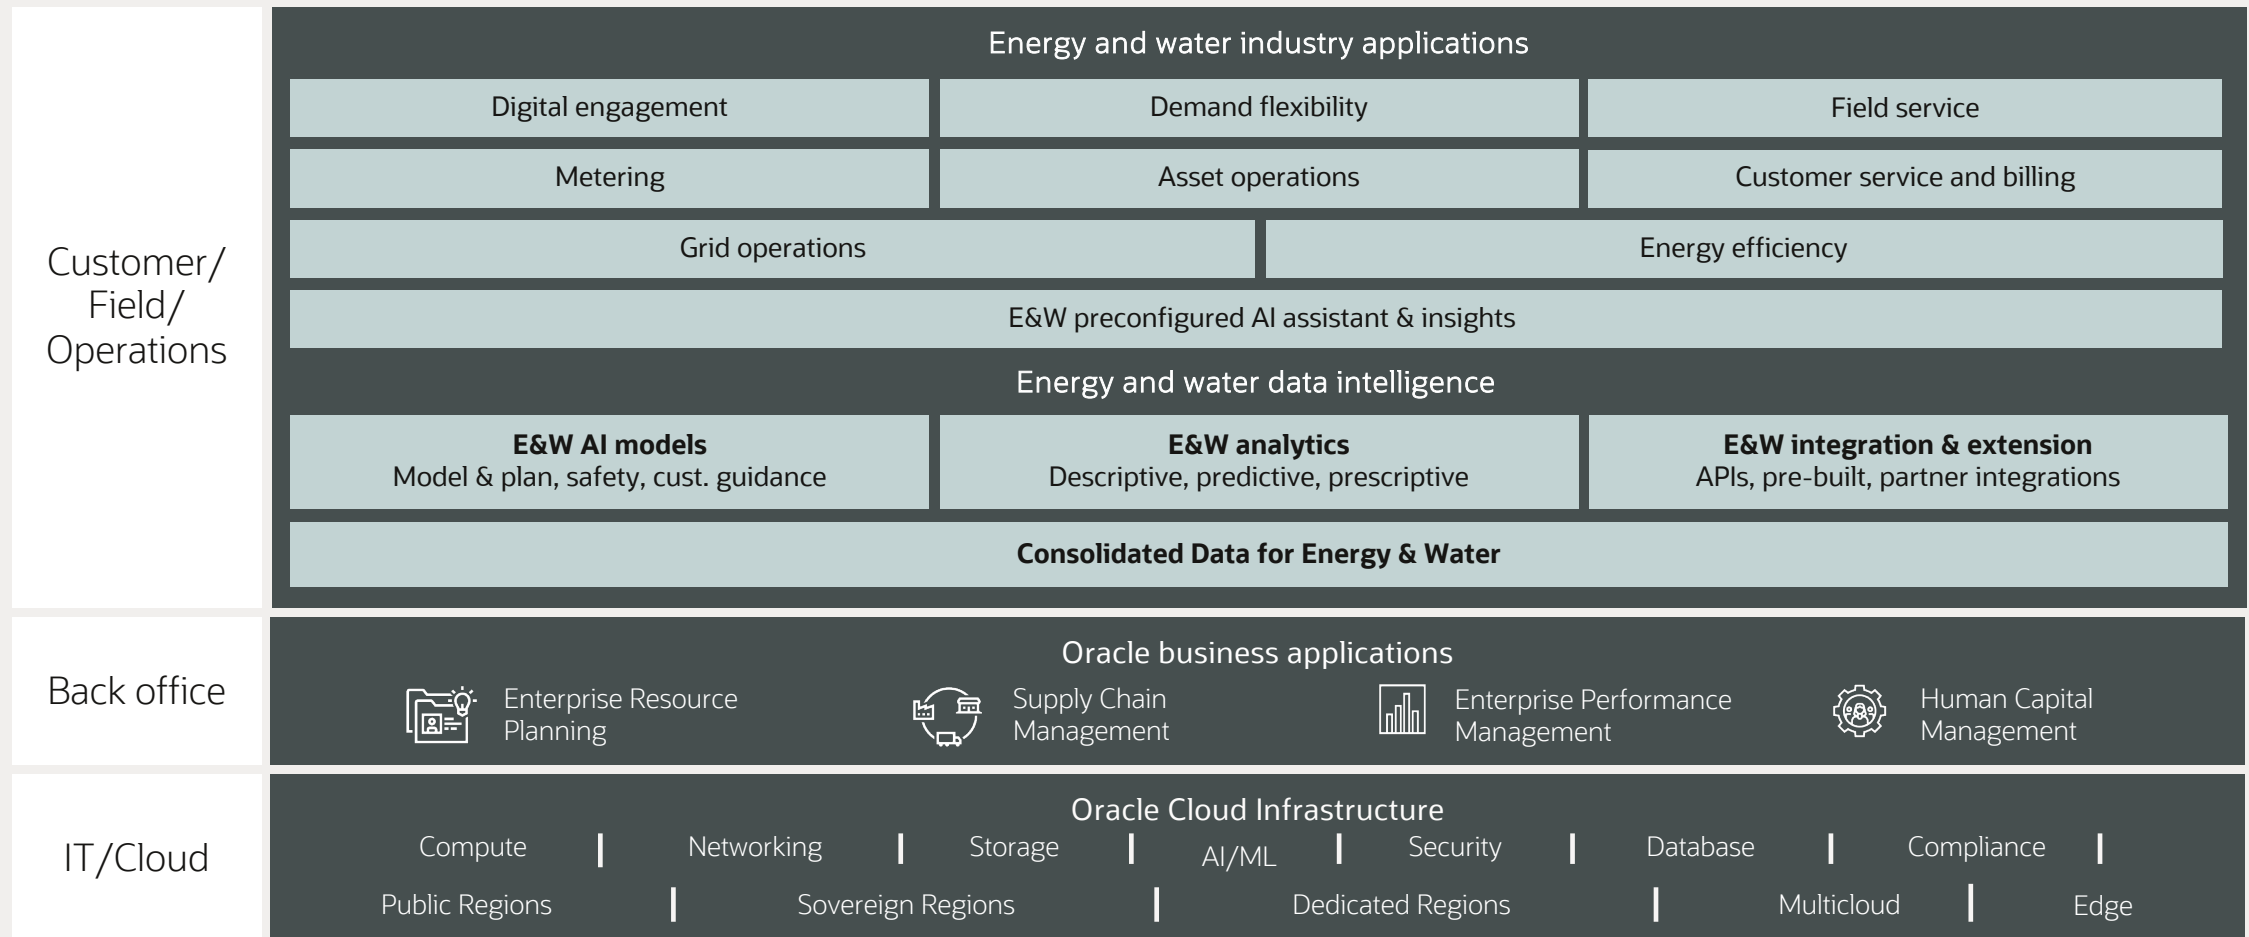 Customer/
Field/
Operations
Energy and water industry applications
Digital engagement
Demand flexibility
Field service
Metering
Asset operations
Customer service and billing
Grid operations
Energy efficiency
E&W preconfigured AI assistant & insights
Energy and water data intelligence
E&W AI models
Model & plan, safety, cust. guidance
E&W analytics
Descriptive, predictive, prescriptive
E&W integration & extension
APIs, pre-built, partner integrations
Consolidated Data for Energy & Water
Back office
Oracle business applications
Enterprise Resource
Planning
Supply Chain
Management
Enterprise Performance
Management
Human Capital
Management
IT/Cloud
Oracle Cloud Infrastructure
Compute | Networking | Storage | AI/ML | Security | Database | Compliance |
Public Regions | Sovereign Regions | Dedicated Regions | Multicloud | Edge